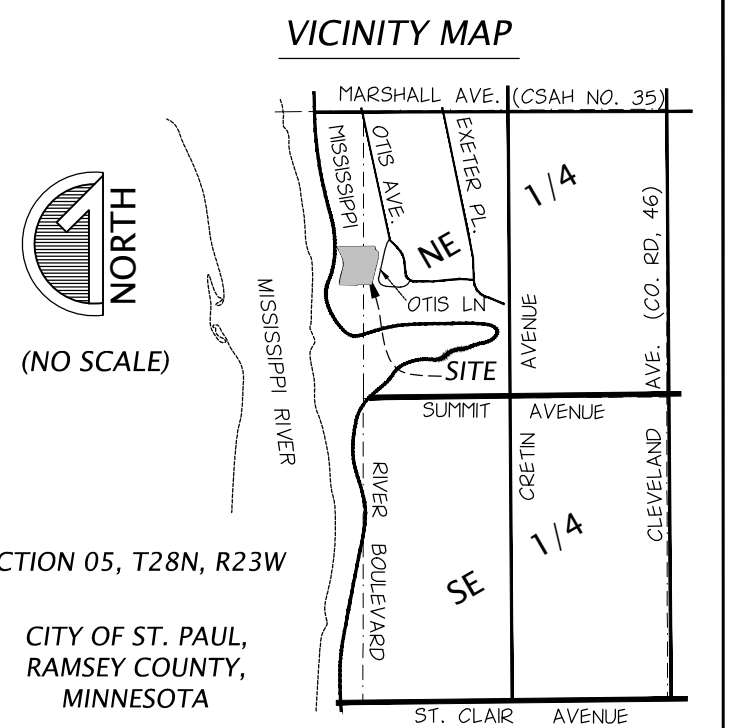 VICINITY MAP
MARSHALL AVE. (CSAH NO. 35)
MISSISSIPPI
OTIS AVE.
EXETER PL.
1/4
NE
NORTH
AVE. (CO. RD, 46)
OTIS LN
AVENUE
MISSISSIPPI RIVER
(NO SCALE)
SITE
SUMMIT AVENUE
CRETIN
CLEVELAND
RIVER BOULEVARD
1/4
SE
CTION 05, T28N, R23W
CITY OF ST. PAUL,
RAMSEY COUNTY,
MINNESOTA
ST. CLAIR AVENUE